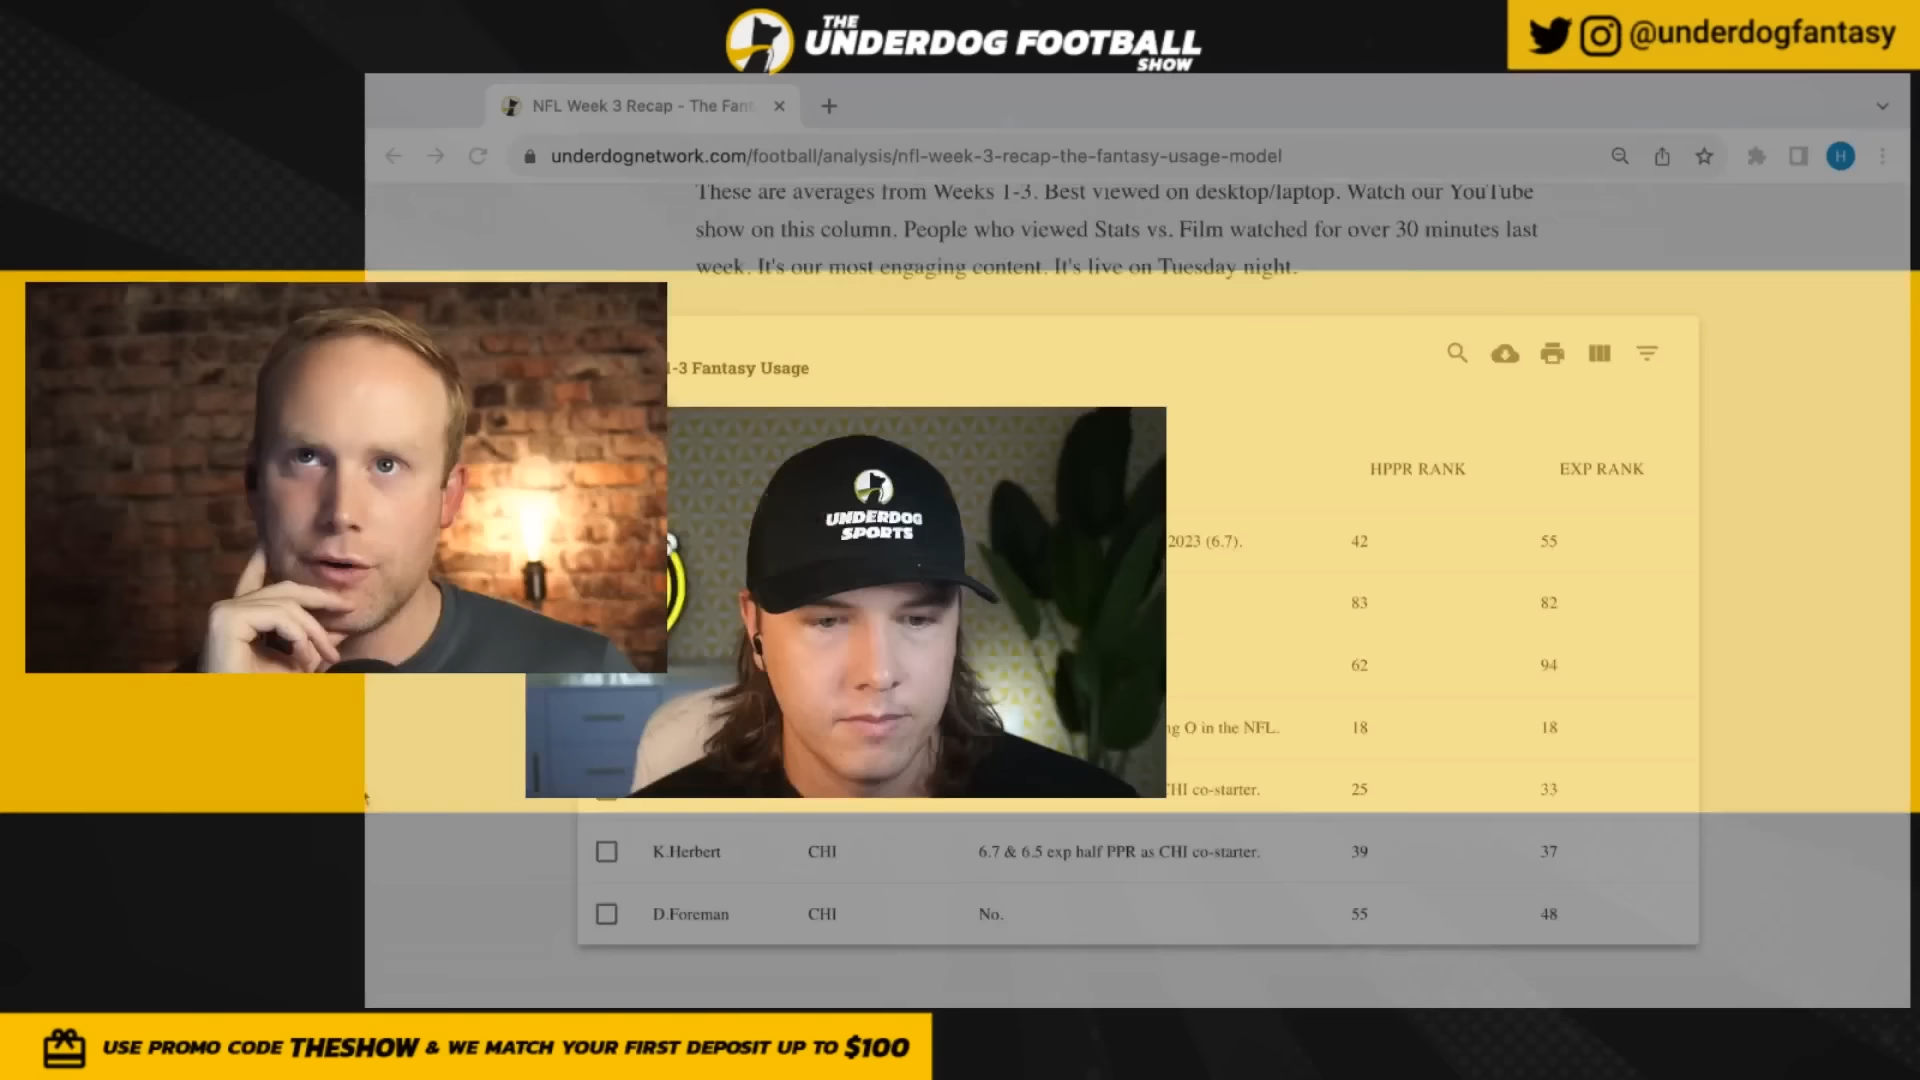 THE
UNDERDOG FOOTBALL
SHOW
@underdogfantasy
NFL Week 3 Recap - The Fan
underdognetwork.com/football/analysis/nfl-week-3-recap-the-fantasy-usage-model
H
These are averages from Weeks 1-3. Best viewed on desktop/laptop. Watch our YouTube
show on this column. People who viewed Stats vs. Film watched for over 30 minutes last
week. It's our most engaging content. It's live on Tuesday night.
1-3 Fantasy Usage
HPPR RANK EXP RANK
UNDERDOG
SPORTS
2023 (6.7). 42 55
83 82
62 94
O in the NFL. 18 18
CHI co-starter. 25 33
K.Herbert CHI 6.7 & 6.5 exp half PPR as CHI co-starter. 39 37
D.Foreman CHI No. 55 48
USE PROMO CODE THESHOW & WE MATCH YOUR FIRST DEPOSIT UP TO $100